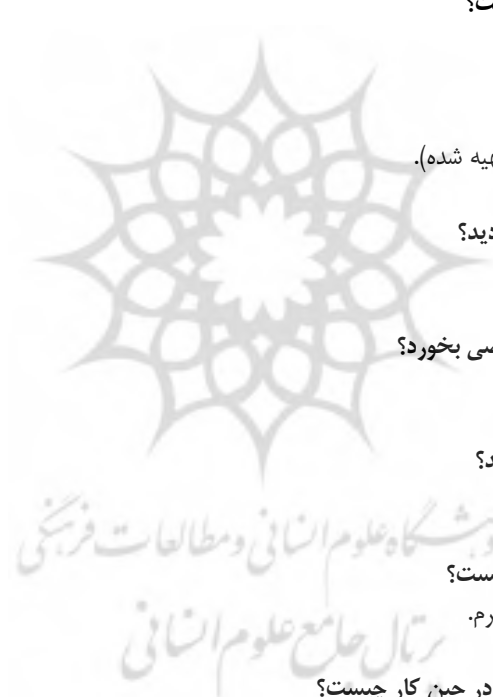 ت؟
هیه شده).
دید؟
سی بخورد؟
د؟
شگاه علوم انسانی و مطالعات فرهنگی
ست؟
رم.
پرتال جامع علوم انسانی
در حین کار چیست؟